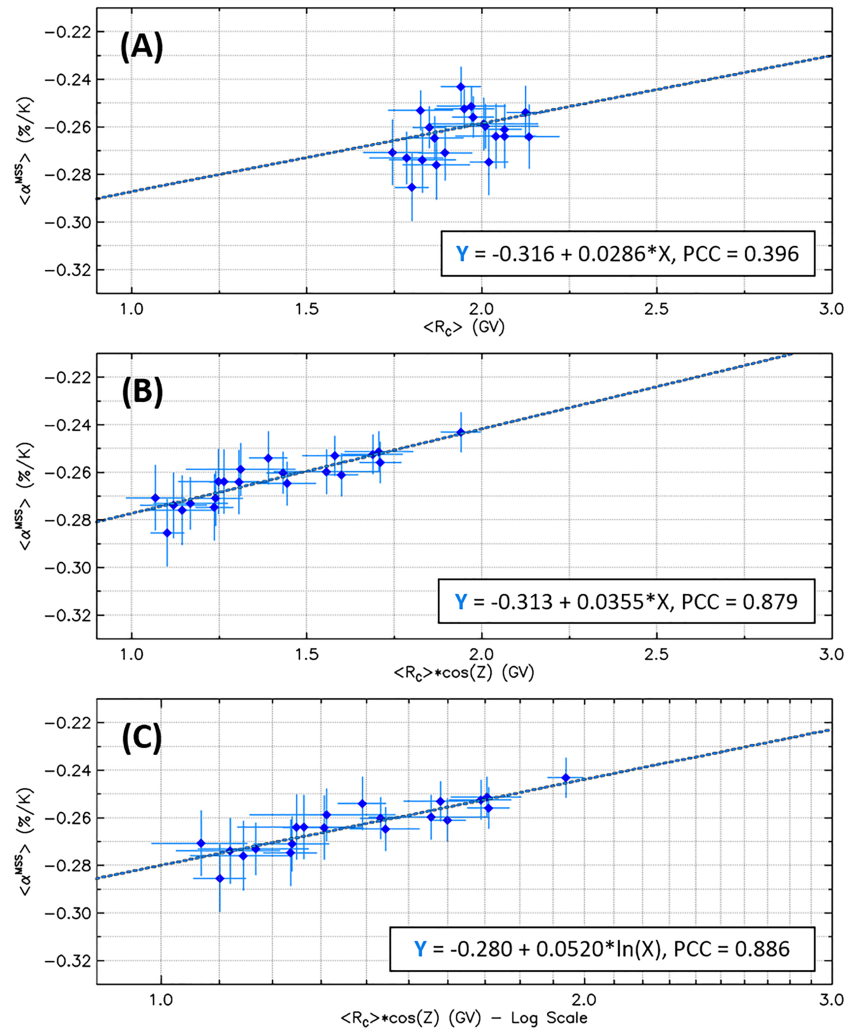 (A)
<α^MSS> (%/K)
-0.22
-0.24
-0.26
-0.28
-0.30
-0.32
Y = -0.316 + 0.0286*X, PCC = 0.396
1.0 1.5 2.0 2.5 3.0
<R_C> (GV)
(B)
<α^MSS> (%/K)
-0.22
-0.24
-0.26
-0.28
-0.30
-0.32
Y = -0.313 + 0.0355*X, PCC = 0.879
1.0 1.5 2.0 2.5 3.0
<R_C>*cos(Z) (GV)
(C)
<α^MSS> (%/K)
-0.22
-0.24
-0.26
-0.28
-0.30
-0.32
Y = -0.280 + 0.0520*ln(X), PCC = 0.886
1.0 2.0 3.0
<R_C>*cos(Z) (GV) - Log Scale